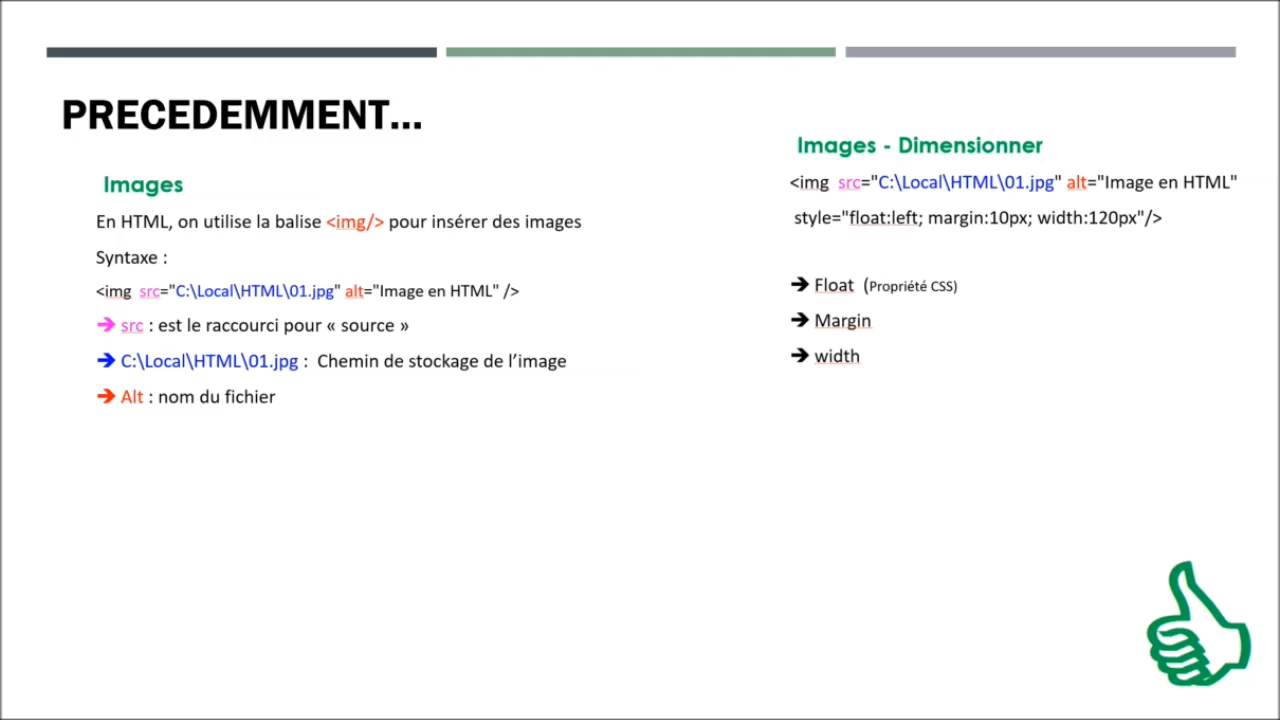 PRECEDEMMENT...
Images
En HTML, on utilise la balise <img/> pour insérer des images
Syntaxe :
<img src="C:\Local\HTML\01.jpg" alt="Image en HTML" />
➔ src : est le raccourci pour « source »
➔ C:\Local\HTML\01.jpg : Chemin de stockage de l’image
➔ Alt : nom du fichier
Images - Dimensionner
<img src="C:\Local\HTML\01.jpg" alt="Image en HTML"
style="float:left; margin:10px; width:120px"/>
➔ Float (Propriété CSS)
➔ Margin
➔ width